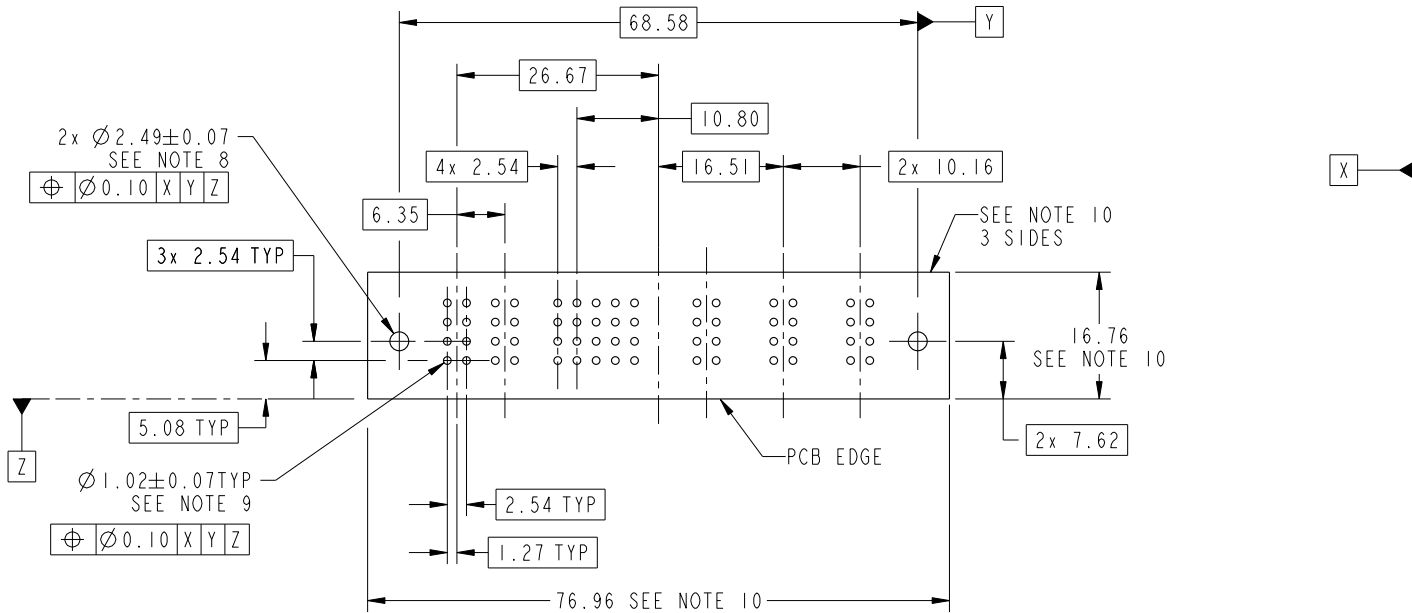 68.58
Y
26.67
10.80
2x Ø2.49±0.07
SEE NOTE 8
⌖ Ø0.10 X Y Z
4x 2.54
16.51
2x 10.16
X
6.35
SEE NOTE 10
3 SIDES
3x 2.54 TYP
16.76
SEE NOTE 10
5.08 TYP
2x 7.62
Z
PCB EDGE
Ø1.02±0.07TYP
SEE NOTE 9
⌖ Ø0.10 X Y Z
2.54 TYP
1.27 TYP
76.96 SEE NOTE 10